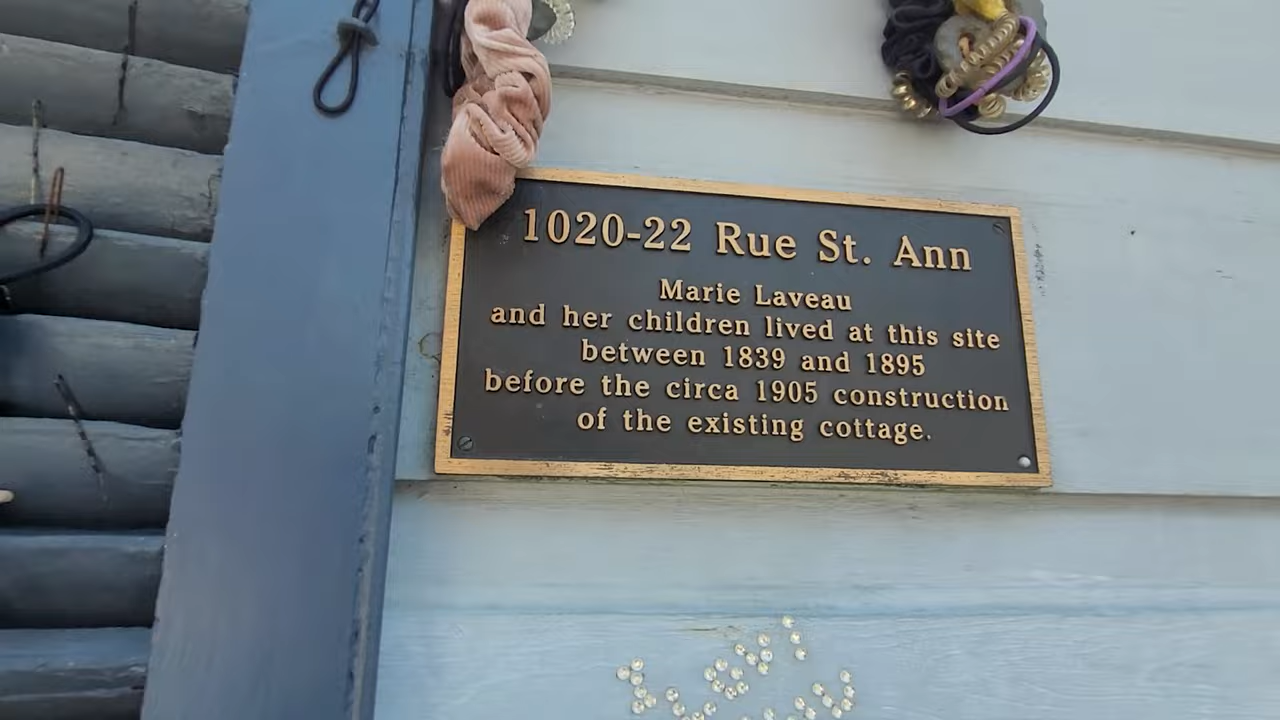 1020-22 Rue St. Ann
Marie Laveau
and her children lived at this site
between 1839 and 1895
before the circa 1905 construction
of the existing cottage.